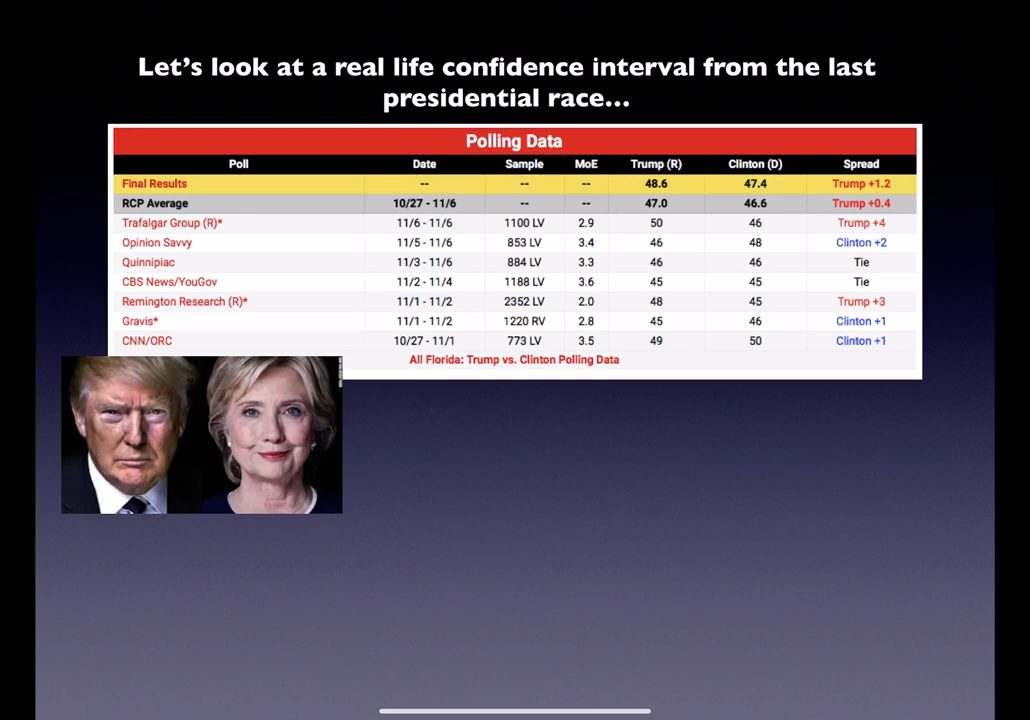 Let's look at a real life confidence interval from the last
presidential race...
Polling Data
Poll Date Sample MoE Trump (R) Clinton (D) Spread
Final Results -- -- -- 48.6 47.4 Trump +1.2
RCP Average 10/27 - 11/6 -- -- 47.0 46.6 Trump +0.4
Trafalgar Group (R)* 11/6 - 11/6 1100 LV 2.9 50 46 Trump +4
Opinion Savvy 11/5 - 11/6 853 LV 3.4 46 48 Clinton +2
Quinnipiac 11/3 - 11/6 884 LV 3.3 46 46 Tie
CBS News/YouGov 11/2 - 11/4 1188 LV 3.6 45 45 Tie
Remington Research (R)* 11/1 - 11/2 2352 LV 2.0 48 45 Trump +3
Gravis* 11/1 - 11/2 1220 RV 2.8 45 46 Clinton +1
CNN/ORC 10/27 - 11/1 773 LV 3.5 49 50 Clinton +1
All Florida: Trump vs. Clinton Polling Data